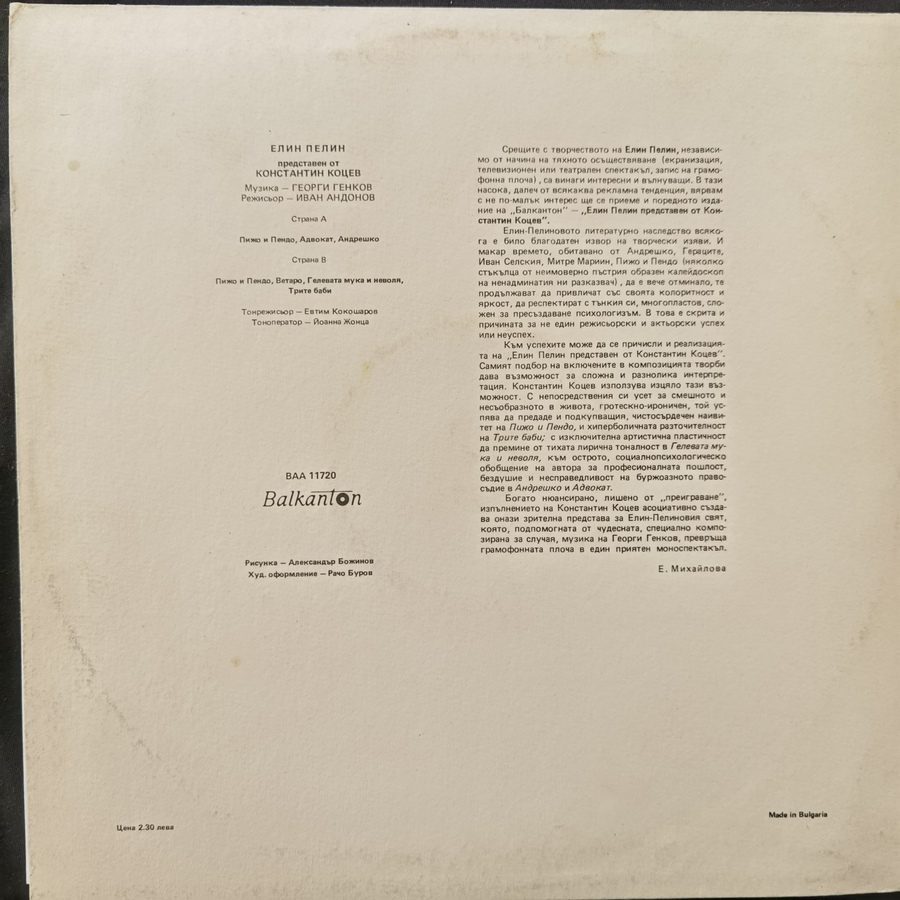 ЕЛИН ПЕЛИН
представен от
КОНСТАНТИН КОЦЕВ
Музика — ГЕОРГИ ГЕНКОВ
Режисьор — ИВАН АНДОНОВ
Страна А
Пижо и Пендо, Адвокат, Андрешко
Страна В
Пижо и Пендо, Ветаро, Гелевата мука и неволя,
Трите баби
Тонрежисьор — Евтим Кокошаров
Тоноператор — Йоанна Жонца
ВАА 11720
Balkanton
Рисунка — Александър Божинов
Худ. оформление — Рачо Буров
Цена 2.30 лева
Срещите с творчеството на Елин Пелин, независи-
мо от начина на тяхното осъществяване (екранизация,
телевизионен или театрален спектакъл, запис на грамо-
фонна плоча), са винаги интересни и вълнуващи. В тази
насока, далеч от всякаква рекламна тенденция, вярвам
с не по-малък интерес ще се приеме и поредното изда-
ние на „Балкантон" — „Елин Пелин представен от Кон-
стантин Коцев".
Елин-Пелиновото литературно наследство всяко-
га е било благодатен извор на творчески изяви. И
макар времето, обитавано от Андрешко, Гераците,
Иван Селския, Митре Мариин, Пижо и Пендо (няколко
стъкълца от неимоверно пъстрия образен калейдоскоп
на ненадминатия ни разказвач), да е вече отминало, те
продължават да привличат със своята колоритност и
яркост, да респектират с тънкия си, многопластов, сло-
жен за пресъздаване психологизъм. В това е скрита и
причината за не един режисьорски и актьорски успех
или неуспех.
Към успехите може да се причисли и реализация-
та на „Елин Пелин представен от Константин Коцев".
Самият подбор на включените в композицията творби
дава възможност за сложна и разнолика интерпре-
тация. Константин Коцев използува изцяло тази въз-
можност. С непосредствения си усет за смешното и
несъобразното в живота, гротескно-ироничен, той ус-
пява да предаде и подкупващия, чистосърдечен наиви-
тет на Пижо и Пендо, и хиперболичната разточителност
на Трите баби; с изключителна артистична пластичност
да премине от тихата лирична тоналност в Гелевата му-
ка и неволя, към острото, социалнопсихологическо
обобщение на автора за професионалната пошлост,
бездушие и несправедливост на буржоазното право-
съдие в Андрешко и Адвокат.
Богато нюансирано, лишено от „преиграване",
изпълнението на Константин Коцев асоциативно създа-
ва онази зрителна представа за Елин-Пелиновия свят,
която, подпомогната от чудесната, специално компо-
зирана за случая, музика на Георги Генков, превръща
грамофонната плоча в един приятен моноспектакъл.
Е. Михайлова
Made in Bulgaria